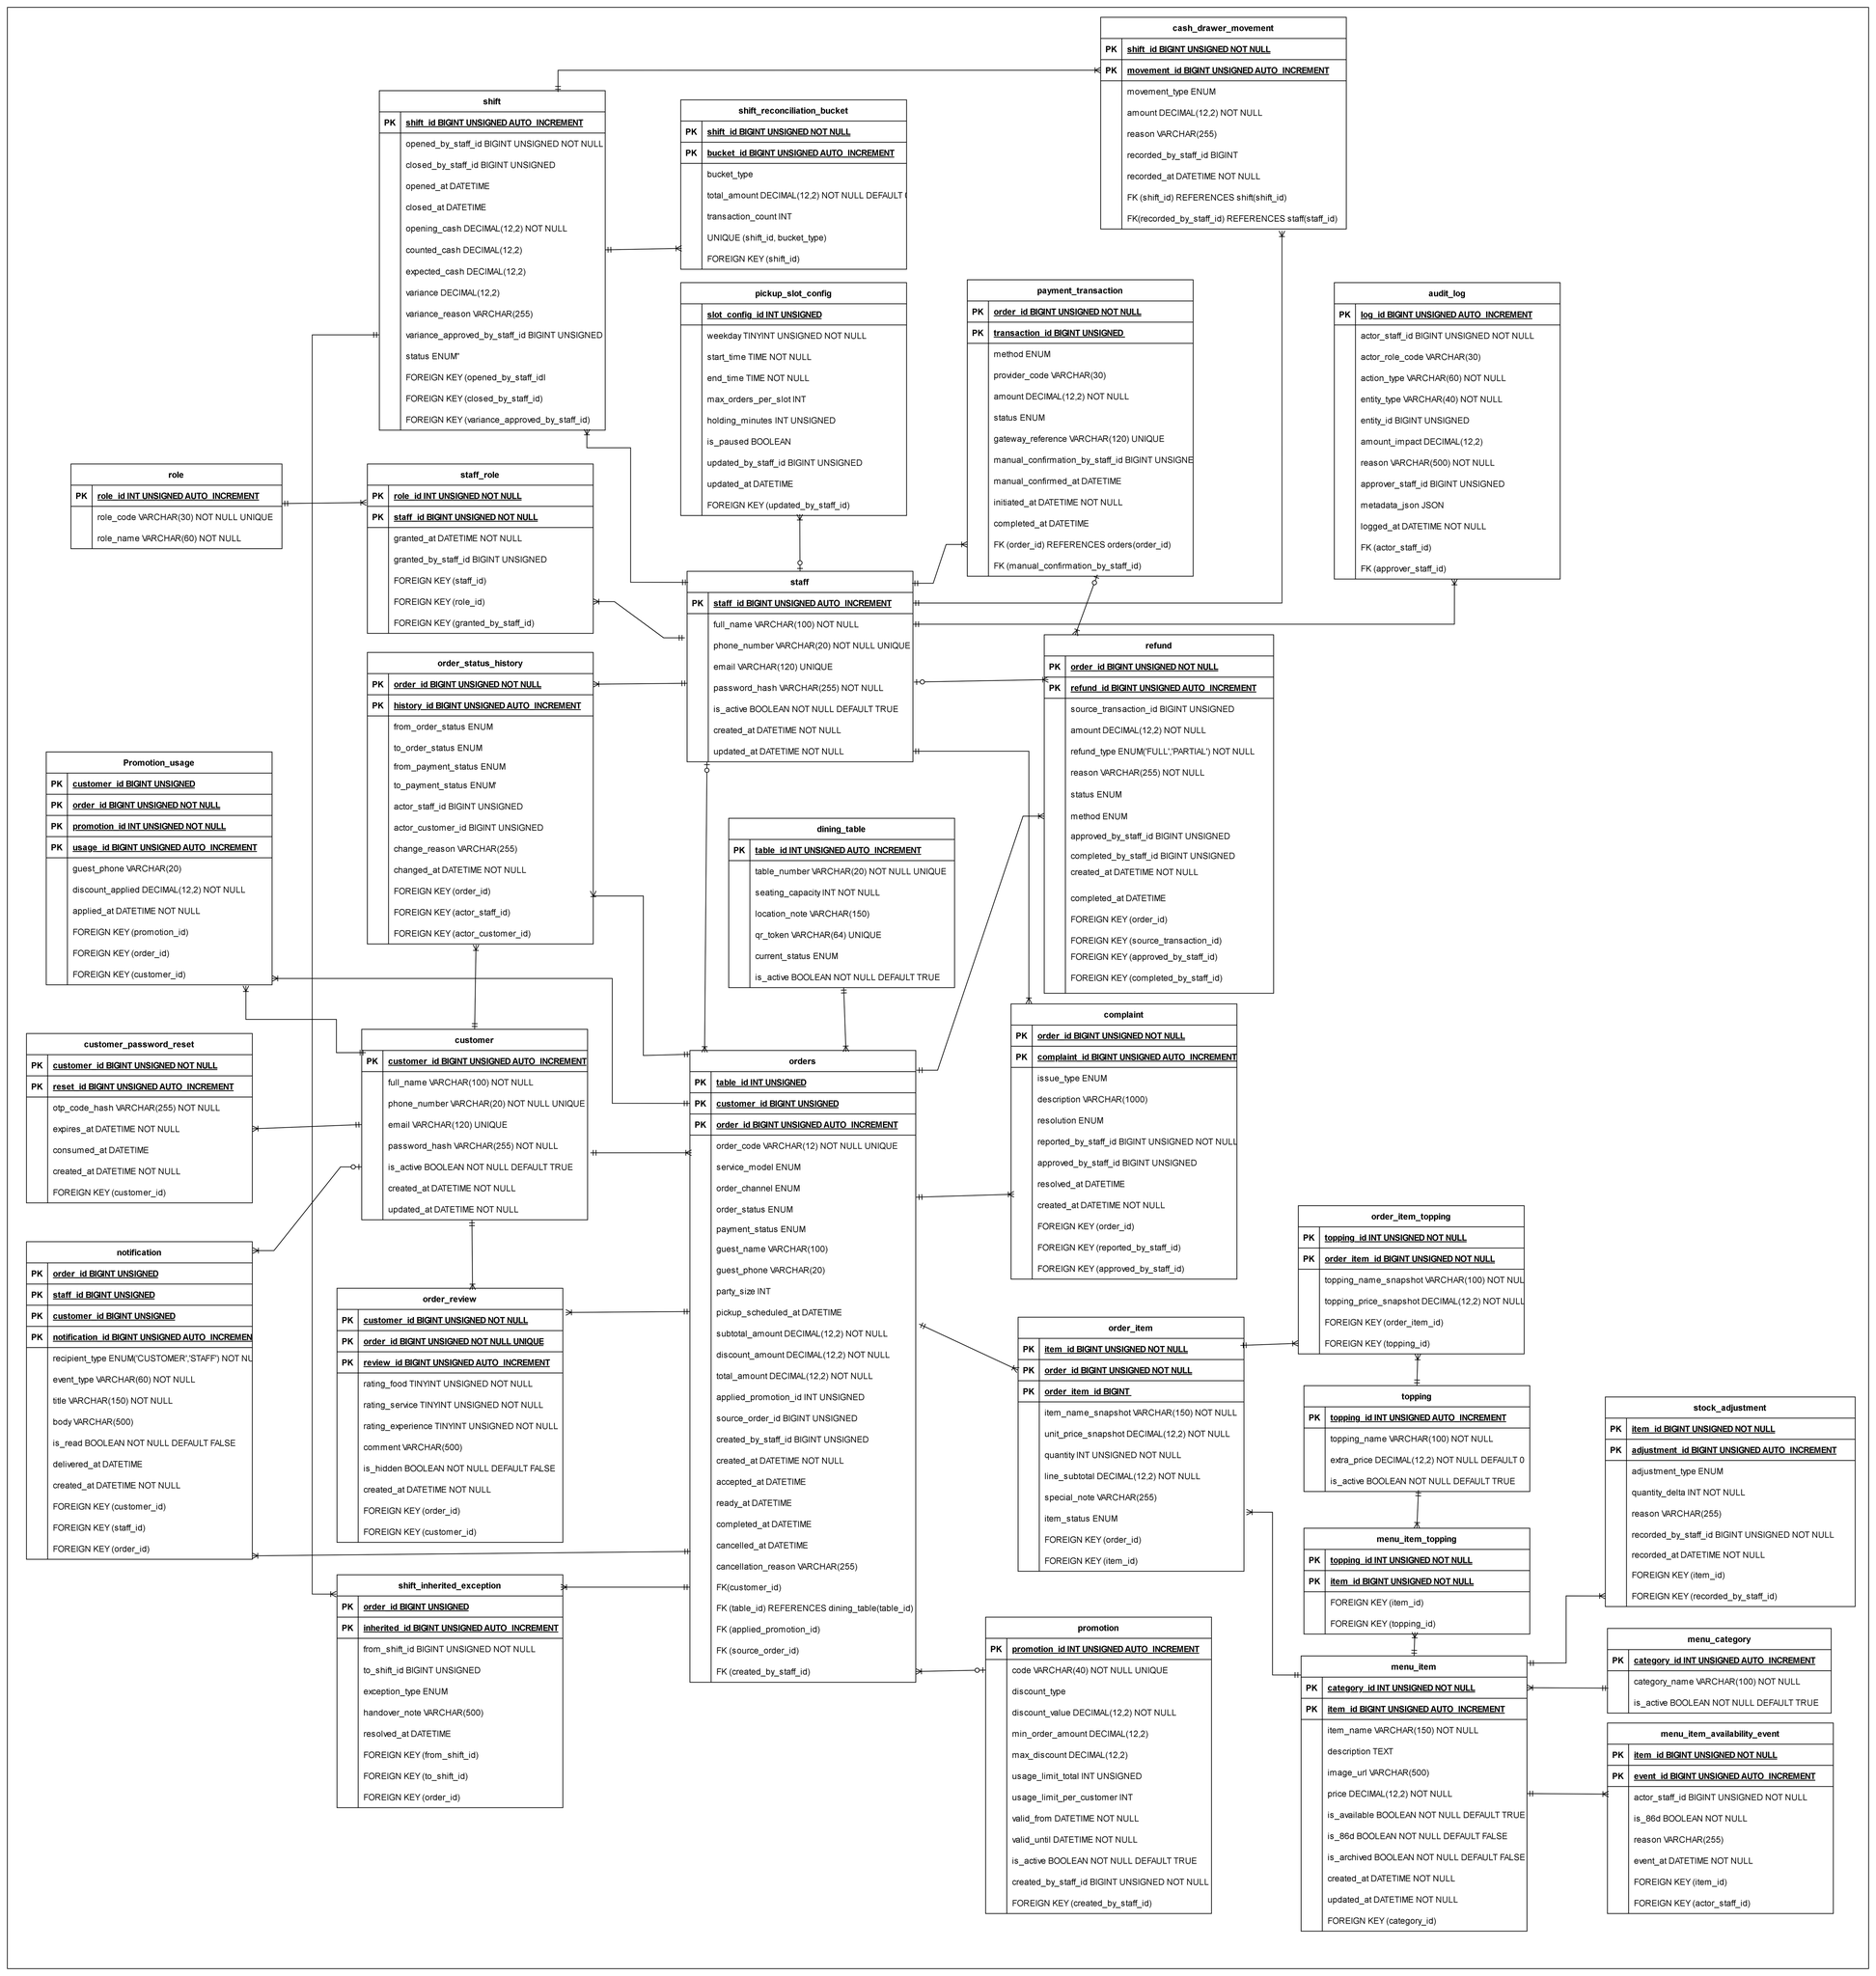 cash_drawer_movement
PK shift_id BIGINT UNSIGNED NOT NULL
PK movement_id BIGINT UNSIGNED AUTO_INCREMENT
movement_type ENUM
amount DECIMAL(12,2) NOT NULL
reason VARCHAR(255)
recorded_by_staff_id BIGINT
recorded_at DATETIME NOT NULL
FK (shift_id) REFERENCES shift(shift_id)
FK(recorded_by_staff_id) REFERENCES staff(staff_id)
shift
PK shift_id BIGINT UNSIGNED AUTO_INCREMENT
opened_by_staff_id BIGINT UNSIGNED NOT NULL
closed_by_staff_id BIGINT UNSIGNED
opened_at DATETIME
closed_at DATETIME
opening_cash DECIMAL(12,2) NOT NULL
counted_cash DECIMAL(12,2)
expected_cash DECIMAL(12,2)
variance DECIMAL(12,2)
variance_reason VARCHAR(255)
variance_approved_by_staff_id BIGINT UNSIGNED
status ENUM"
FOREIGN KEY (opened_by_staff_idI
FOREIGN KEY (closed_by_staff_id)
FOREIGN KEY (variance_approved_by_staff_id)
shift_reconciliation_bucket
PK shift_id BIGINT UNSIGNED NOT NULL
PK bucket_id BIGINT UNSIGNED AUTO_INCREMENT
bucket_type
total_amount DECIMAL(12,2) NOT NULL DEFAULT
transaction_count INT
UNIQUE (shift_id, bucket_type)
FOREIGN KEY (shift_id)
pickup_slot_config
slot_config_id INT UNSIGNED
weekday TINYINT UNSIGNED NOT NULL
start_time TIME NOT NULL
end_time TIME NOT NULL
max_orders_per_slot INT
holding_minutes INT UNSIGNED
is_paused BOOLEAN
updated_by_staff_id BIGINT UNSIGNED
updated_at DATETIME
FOREIGN KEY (updated_by_staff_id)
payment_transaction
PK order_id BIGINT UNSIGNED NOT NULL
PK transaction_id BIGINT UNSIGNED
method ENUM
provider_code VARCHAR(30)
amount DECIMAL(12,2) NOT NULL
status ENUM
gateway_reference VARCHAR(120) UNIQUE
manual_confirmation_by_staff_id BIGINT UNSIGNE
manual_confirmed_at DATETIME
initiated_at DATETIME NOT NULL
completed_at DATETIME
FK (order_id) REFERENCES orders(order_id)
FK (manual_confirmation_by_staff_id)
audit_log
PK log_id BIGINT UNSIGNED AUTO_INCREMENT
actor_staff_id BIGINT UNSIGNED NOT NULL
actor_role_code VARCHAR(30)
action_type VARCHAR(60) NOT NULL
entity_type VARCHAR(40) NOT NULL
entity_id BIGINT UNSIGNED
amount_impact DECIMAL(12,2)
reason VARCHAR(500) NOT NULL
approver_staff_id BIGINT UNSIGNED
metadata_json JSON
logged_at DATETIME NOT NULL
FK (actor_staff_id)
FK (approver_staff_id)
role
PK role_id INT UNSIGNED AUTO_INCREMENT
role_code VARCHAR(30) NOT NULL UNIQUE
role_name VARCHAR(60) NOT NULL
staff_role
PK role_id INT UNSIGNED NOT NULL
PK staff_id BIGINT UNSIGNED NOT NULL
granted_at DATETIME NOT NULL
granted_by_staff_id BIGINT UNSIGNED
FOREIGN KEY (staff_id)
FOREIGN KEY (role_id)
FOREIGN KEY (granted_by_staff_id)
staff
PK staff_id BIGINT UNSIGNED AUTO_INCREMENT
full_name VARCHAR(100) NOT NULL
phone_number VARCHAR(20) NOT NULL UNIQUE
email VARCHAR(120) UNIQUE
password_hash VARCHAR(255) NOT NULL
is_active BOOLEAN NOT NULL DEFAULT TRUE
created_at DATETIME NOT NULL
updated_at DATETIME NOT NULL
refund
PK order_id BIGINT UNSIGNED NOT NULL
PK refund_id BIGINT UNSIGNED AUTO_INCREMENT
source_transaction_id BIGINT UNSIGNED
amount DECIMAL(12,2) NOT NULL
refund_type ENUM('FULL','PARTIAL') NOT NULL
reason VARCHAR(255) NOT NULL
status ENUM
method ENUM
approved_by_staff_id BIGINT UNSIGNED
completed_by_staff_id BIGINT UNSIGNED
created_at DATETIME NOT NULL
completed_at DATETIME
FOREIGN KEY (order_id)
FOREIGN KEY (source_transaction_id)
FOREIGN KEY (approved_by_staff_id)
FOREIGN KEY (completed_by_staff_id)
order_status_history
PK order_id BIGINT UNSIGNED NOT NULL
PK history_id BIGINT UNSIGNED AUTO_INCREMENT
from_order_status ENUM
to_order_status ENUM
from_payment_status ENUM
to_payment_status ENUM'
actor_staff_id BIGINT UNSIGNED
actor_customer_id BIGINT UNSIGNED
change_reason VARCHAR(255)
changed_at DATETIME NOT NULL
FOREIGN KEY (order_id)
FOREIGN KEY (actor_staff_id)
FOREIGN KEY (actor_customer_id)
Promotion_usage
PK customer_id BIGINT UNSIGNED
PK order_id BIGINT UNSIGNED NOT NULL
PK promotion_id INT UNSIGNED NOT NULL
PK usage_id BIGINT UNSIGNED AUTO_INCREMENT
guest_phone VARCHAR(20)
discount_applied DECIMAL(12,2) NOT NULL
applied_at DATETIME NOT NULL
FOREIGN KEY (promotion_id)
FOREIGN KEY (order_id)
FOREIGN KEY (customer_id)
dining_table
PK table_id INT UNSIGNED AUTO_INCREMENT
table_number VARCHAR(20) NOT NULL UNIQUE
seating_capacity INT NOT NULL
location_note VARCHAR(150)
qr_token VARCHAR(64) UNIQUE
current_status ENUM
is_active BOOLEAN NOT NULL DEFAULT TRUE
customer_password_reset
PK customer_id BIGINT UNSIGNED NOT NULL
PK reset_id BIGINT UNSIGNED AUTO_INCREMENT
otp_code_hash VARCHAR(255) NOT NULL
expires_at DATETIME NOT NULL
consumed_at DATETIME
created_at DATETIME NOT NULL
FOREIGN KEY (customer_id)
customer
PK customer_id BIGINT UNSIGNED AUTO_INCREMENT
full_name VARCHAR(100) NOT NULL
phone_number VARCHAR(20) NOT NULL UNIQUE
email VARCHAR(120) UNIQUE
password_hash VARCHAR(255) NOT NULL
is_active BOOLEAN NOT NULL DEFAULT TRUE
created_at DATETIME NOT NULL
updated_at DATETIME NOT NULL
orders
PK table_id INT UNSIGNED
PK customer_id BIGINT UNSIGNED
PK order_id BIGINT UNSIGNED AUTO_INCREMENT
order_code VARCHAR(12) NOT NULL UNIQUE
service_model ENUM
order_channel ENUM
order_status ENUM
payment_status ENUM
guest_name VARCHAR(100)
guest_phone VARCHAR(20)
party_size INT
pickup_scheduled_at DATETIME
subtotal_amount DECIMAL(12,2) NOT NULL
discount_amount DECIMAL(12,2) NOT NULL
total_amount DECIMAL(12,2) NOT NULL
applied_promotion_id INT UNSIGNED
source_order_id BIGINT UNSIGNED
created_by_staff_id BIGINT UNSIGNED
created_at DATETIME NOT NULL
accepted_at DATETIME
ready_at DATETIME
completed_at DATETIME
cancelled_at DATETIME
cancellation_reason VARCHAR(255)
FK(customer_id)
FK (table_id) REFERENCES dining_table(table_id)
FK (applied_promotion_id)
FK (source_order_id)
FK (created_by_staff_id)
complaint
PK order_id BIGINT UNSIGNED NOT NULL
PK complaint_id BIGINT UNSIGNED AUTO_INCREMENT
issue_type ENUM
description VARCHAR(1000)
resolution ENUM
reported_by_staff_id BIGINT UNSIGNED NOT NULL
approved_by_staff_id BIGINT UNSIGNED
resolved_at DATETIME
created_at DATETIME NOT NULL
FOREIGN KEY (order_id)
FOREIGN KEY (reported_by_staff_id)
FOREIGN KEY (approved_by_staff_id)
notification
PK order_id BIGINT UNSIGNED
PK staff_id BIGINT UNSIGNED
PK customer_id BIGINT UNSIGNED
PK notification_id BIGINT UNSIGNED AUTO_INCREMEN
recipient_type ENUM('CUSTOMER','STAFF') NOT NU
event_type VARCHAR(60) NOT NULL
title VARCHAR(150) NOT NULL
body VARCHAR(500)
is_read BOOLEAN NOT NULL DEFAULT FALSE
delivered_at DATETIME
created_at DATETIME NOT NULL
FOREIGN KEY (customer_id)
FOREIGN KEY (staff_id)
FOREIGN KEY (order_id)
order_review
PK customer_id BIGINT UNSIGNED NOT NULL
PK order_id BIGINT UNSIGNED NOT NULL UNIQUE
PK review_id BIGINT UNSIGNED AUTO_INCREMENT
rating_food TINYINT UNSIGNED NOT NULL
rating_service TINYINT UNSIGNED NOT NULL
rating_experience TINYINT UNSIGNED NOT NULL
comment VARCHAR(500)
is_hidden BOOLEAN NOT NULL DEFAULT FALSE
created_at DATETIME NOT NULL
FOREIGN KEY (order_id)
FOREIGN KEY (customer_id)
order_item_topping
PK topping_id INT UNSIGNED NOT NULL
PK order_item_id BIGINT UNSIGNED NOT NULL
topping_name_snapshot VARCHAR(100) NOT NUL
topping_price_snapshot DECIMAL(12,2) NOT NULL
FOREIGN KEY (order_item_id)
FOREIGN KEY (topping_id)
order_item
PK item_id BIGINT UNSIGNED NOT NULL
PK order_id BIGINT UNSIGNED NOT NULL
PK order_item_id BIGINT
item_name_snapshot VARCHAR(150) NOT NULL
unit_price_snapshot DECIMAL(12,2) NOT NULL
quantity INT UNSIGNED NOT NULL
line_subtotal DECIMAL(12,2) NOT NULL
special_note VARCHAR(255)
item_status ENUM
FOREIGN KEY (order_id)
FOREIGN KEY (item_id)
topping
PK topping_id INT UNSIGNED AUTO_INCREMENT
topping_name VARCHAR(100) NOT NULL
extra_price DECIMAL(12,2) NOT NULL DEFAULT 0
is_active BOOLEAN NOT NULL DEFAULT TRUE
stock_adjustment
PK item_id BIGINT UNSIGNED NOT NULL
PK adjustment_id BIGINT UNSIGNED AUTO_INCREMENT
adjustment_type ENUM
quantity_delta INT NOT NULL
reason VARCHAR(255)
recorded_by_staff_id BIGINT UNSIGNED NOT NULL
recorded_at DATETIME NOT NULL
FOREIGN KEY (item_id)
FOREIGN KEY (recorded_by_staff_id)
menu_item_topping
PK topping_id INT UNSIGNED NOT NULL
PK item_id BIGINT UNSIGNED NOT NULL
FOREIGN KEY (item_id)
FOREIGN KEY (topping_id)
shift_inherited_exception
PK order_id BIGINT UNSIGNED
PK inherited_id BIGINT UNSIGNED AUTO_INCREMENT
from_shift_id BIGINT UNSIGNED NOT NULL
to_shift_id BIGINT UNSIGNED
exception_type ENUM
handover_note VARCHAR(500)
resolved_at DATETIME
FOREIGN KEY (from_shift_id)
FOREIGN KEY (to_shift_id)
FOREIGN KEY (order_id)
promotion
PK promotion_id INT UNSIGNED AUTO_INCREMENT
code VARCHAR(40) NOT NULL UNIQUE
discount_type
discount_value DECIMAL(12,2) NOT NULL
min_order_amount DECIMAL(12,2)
max_discount DECIMAL(12,2)
usage_limit_total INT UNSIGNED
usage_limit_per_customer INT
valid_from DATETIME NOT NULL
valid_until DATETIME NOT NULL
is_active BOOLEAN NOT NULL DEFAULT TRUE
created_by_staff_id BIGINT UNSIGNED NOT NULL
FOREIGN KEY (created_by_staff_id)
menu_item
PK category_id INT UNSIGNED NOT NULL
PK item_id BIGINT UNSIGNED AUTO_INCREMENT
item_name VARCHAR(150) NOT NULL
description TEXT
image_url VARCHAR(500)
price DECIMAL(12,2) NOT NULL
is_available BOOLEAN NOT NULL DEFAULT TRUE
is_86d BOOLEAN NOT NULL DEFAULT FALSE
is_archived BOOLEAN NOT NULL DEFAULT FALSE
created_at DATETIME NOT NULL
updated_at DATETIME NOT NULL
FOREIGN KEY (category_id)
menu_category
PK category_id INT UNSIGNED AUTO_INCREMENT
category_name VARCHAR(100) NOT NULL
is_active BOOLEAN NOT NULL DEFAULT TRUE
menu_item_availability_event
PK item_id BIGINT UNSIGNED NOT NULL
PK event_id BIGINT UNSIGNED AUTO_INCREMENT
actor_staff_id BIGINT UNSIGNED NOT NULL
is_86d BOOLEAN NOT NULL
reason VARCHAR(255)
event_at DATETIME NOT NULL
FOREIGN KEY (item_id)
FOREIGN KEY (actor_staff_id)